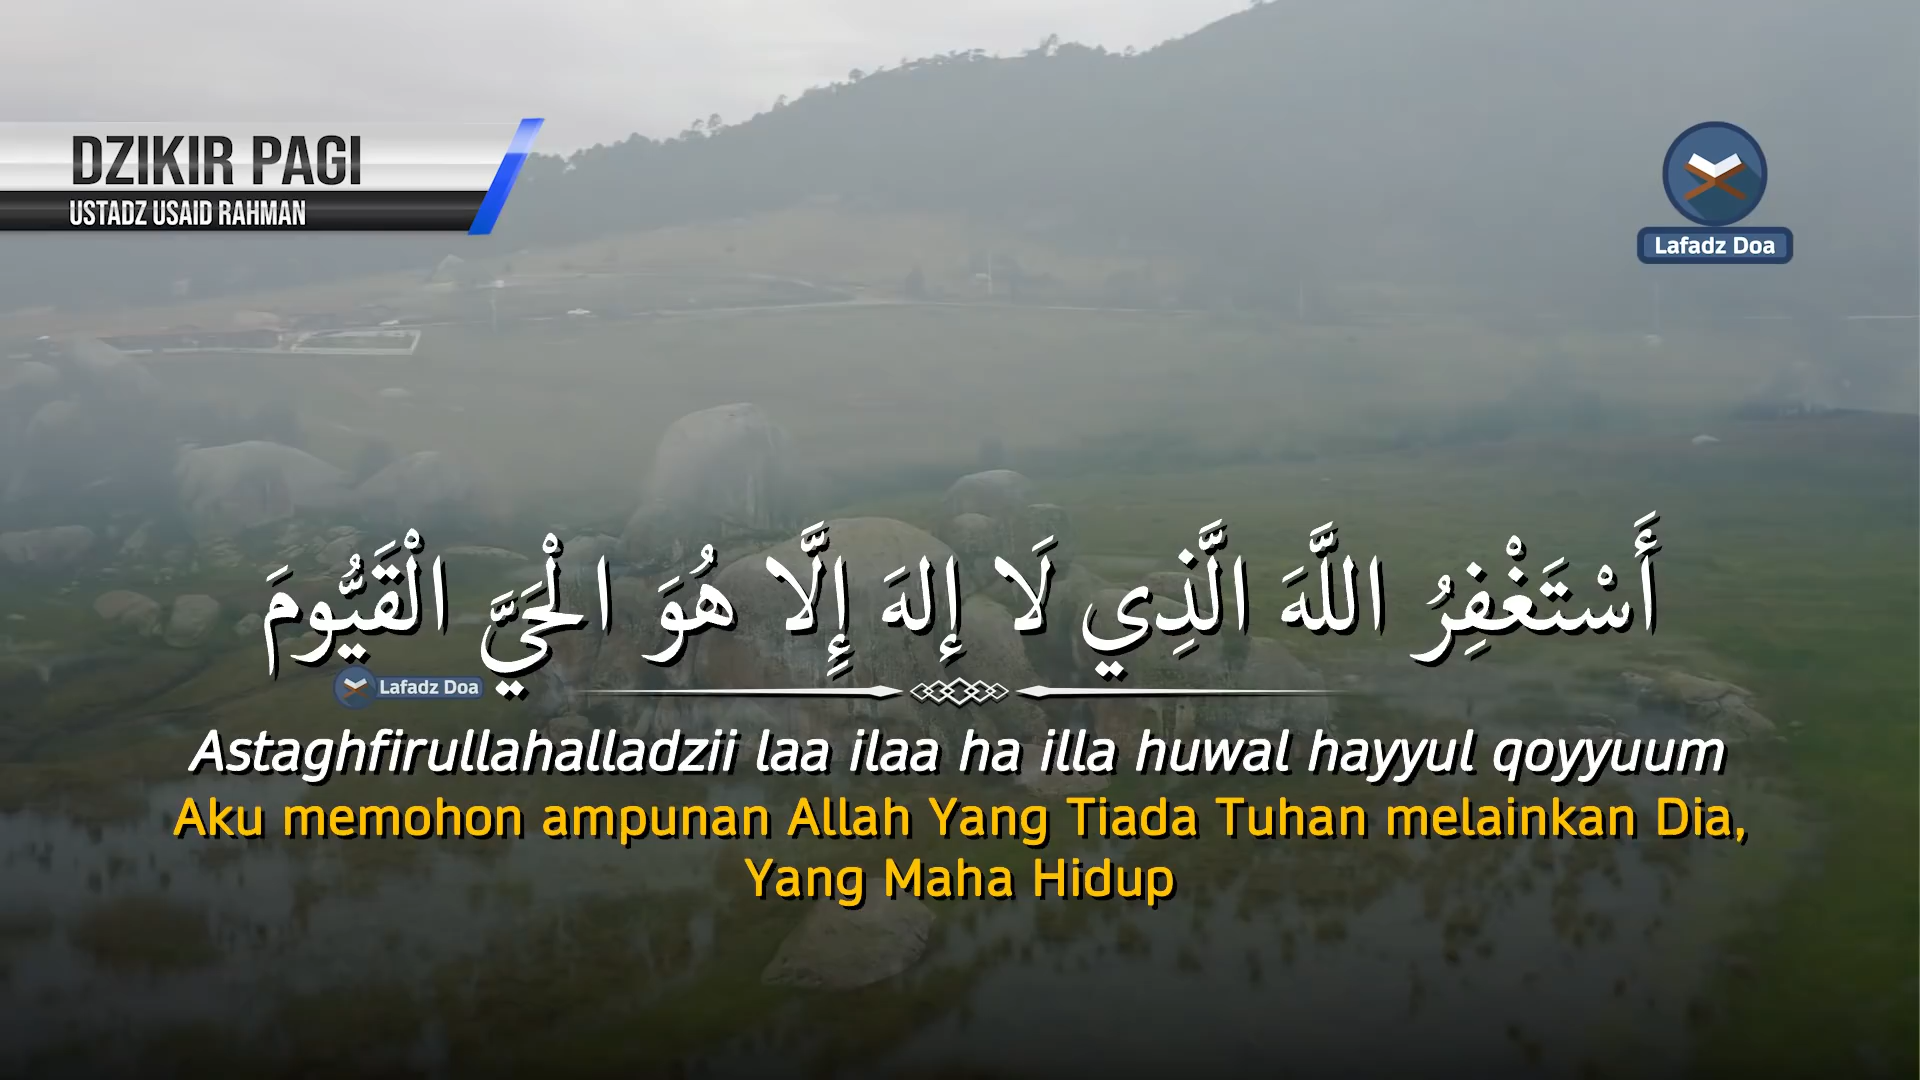 DZIKIR PAGI
USTADZ USAID RAHMAN
Lafadz Doa
أَسْتَغْفِرُ اللَّهَ الَّذِي لَا إِلهَ إِلَّا هُوَ الْحَيَّ الْقَيُّومَ
Lafadz Doa
Astaghfirullahalladzii laa ilaa ha illa huwal hayyul qoyyuum
Aku memohon ampunan Allah Yang Tiada Tuhan melainkan Dia,
Yang Maha Hidup